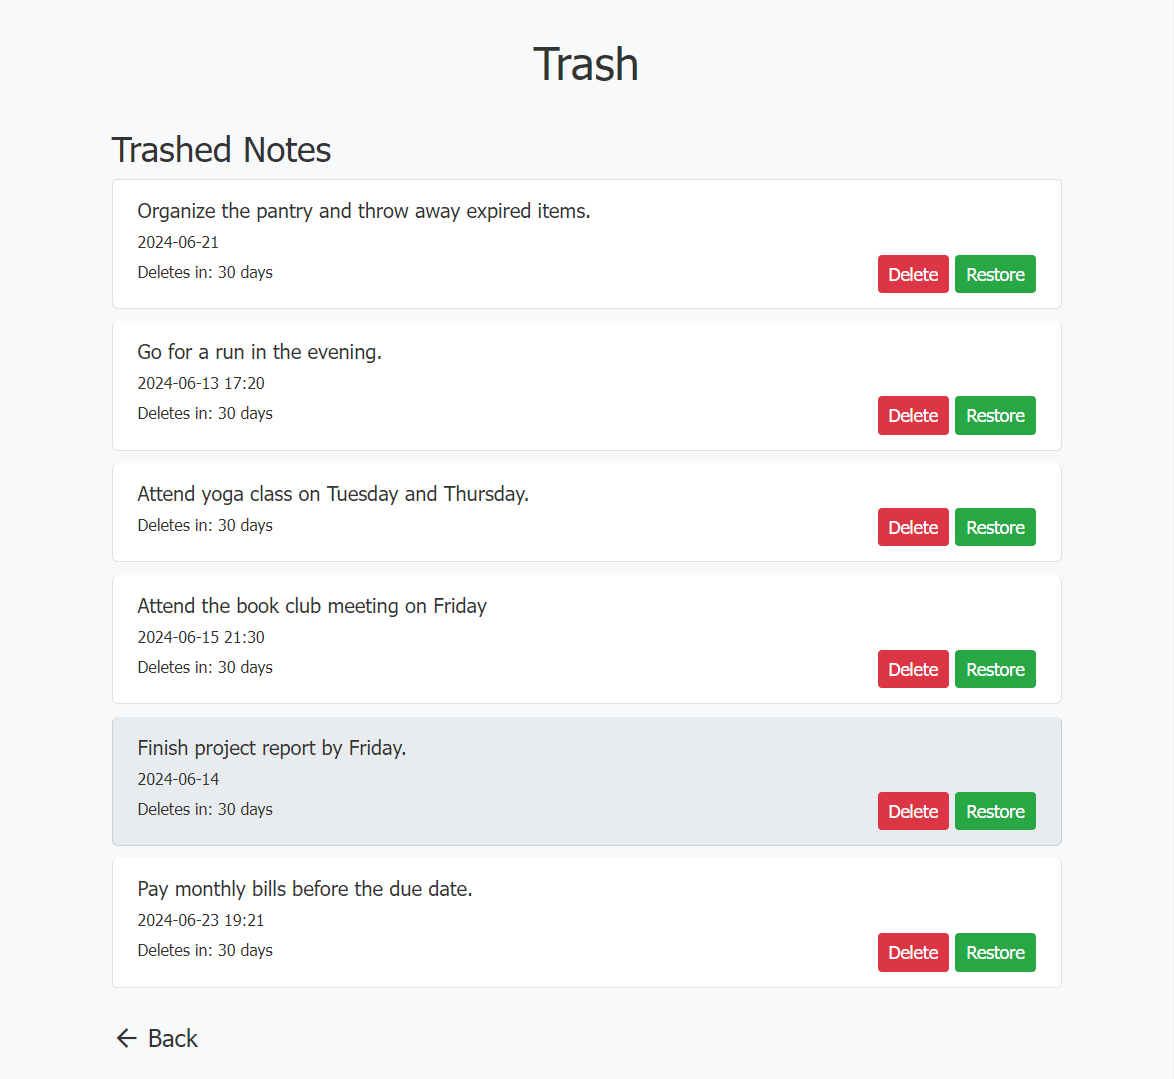 Trash
Trashed Notes
Organize the pantry and throw away expired items.
2024-06-21
Deletes in: 30 days
Delete Restore
Go for a run in the evening.
2024-06-13 17:20
Deletes in: 30 days
Delete Restore
Attend yoga class on Tuesday and Thursday.
Deletes in: 30 days
Delete Restore
Attend the book club meeting on Friday
2024-06-15 21:30
Deletes in: 30 days
Delete Restore
Finish project report by Friday.
2024-06-14
Deletes in: 30 days
Delete Restore
Pay monthly bills before the due date.
2024-06-23 19:21
Deletes in: 30 days
Delete Restore
← Back